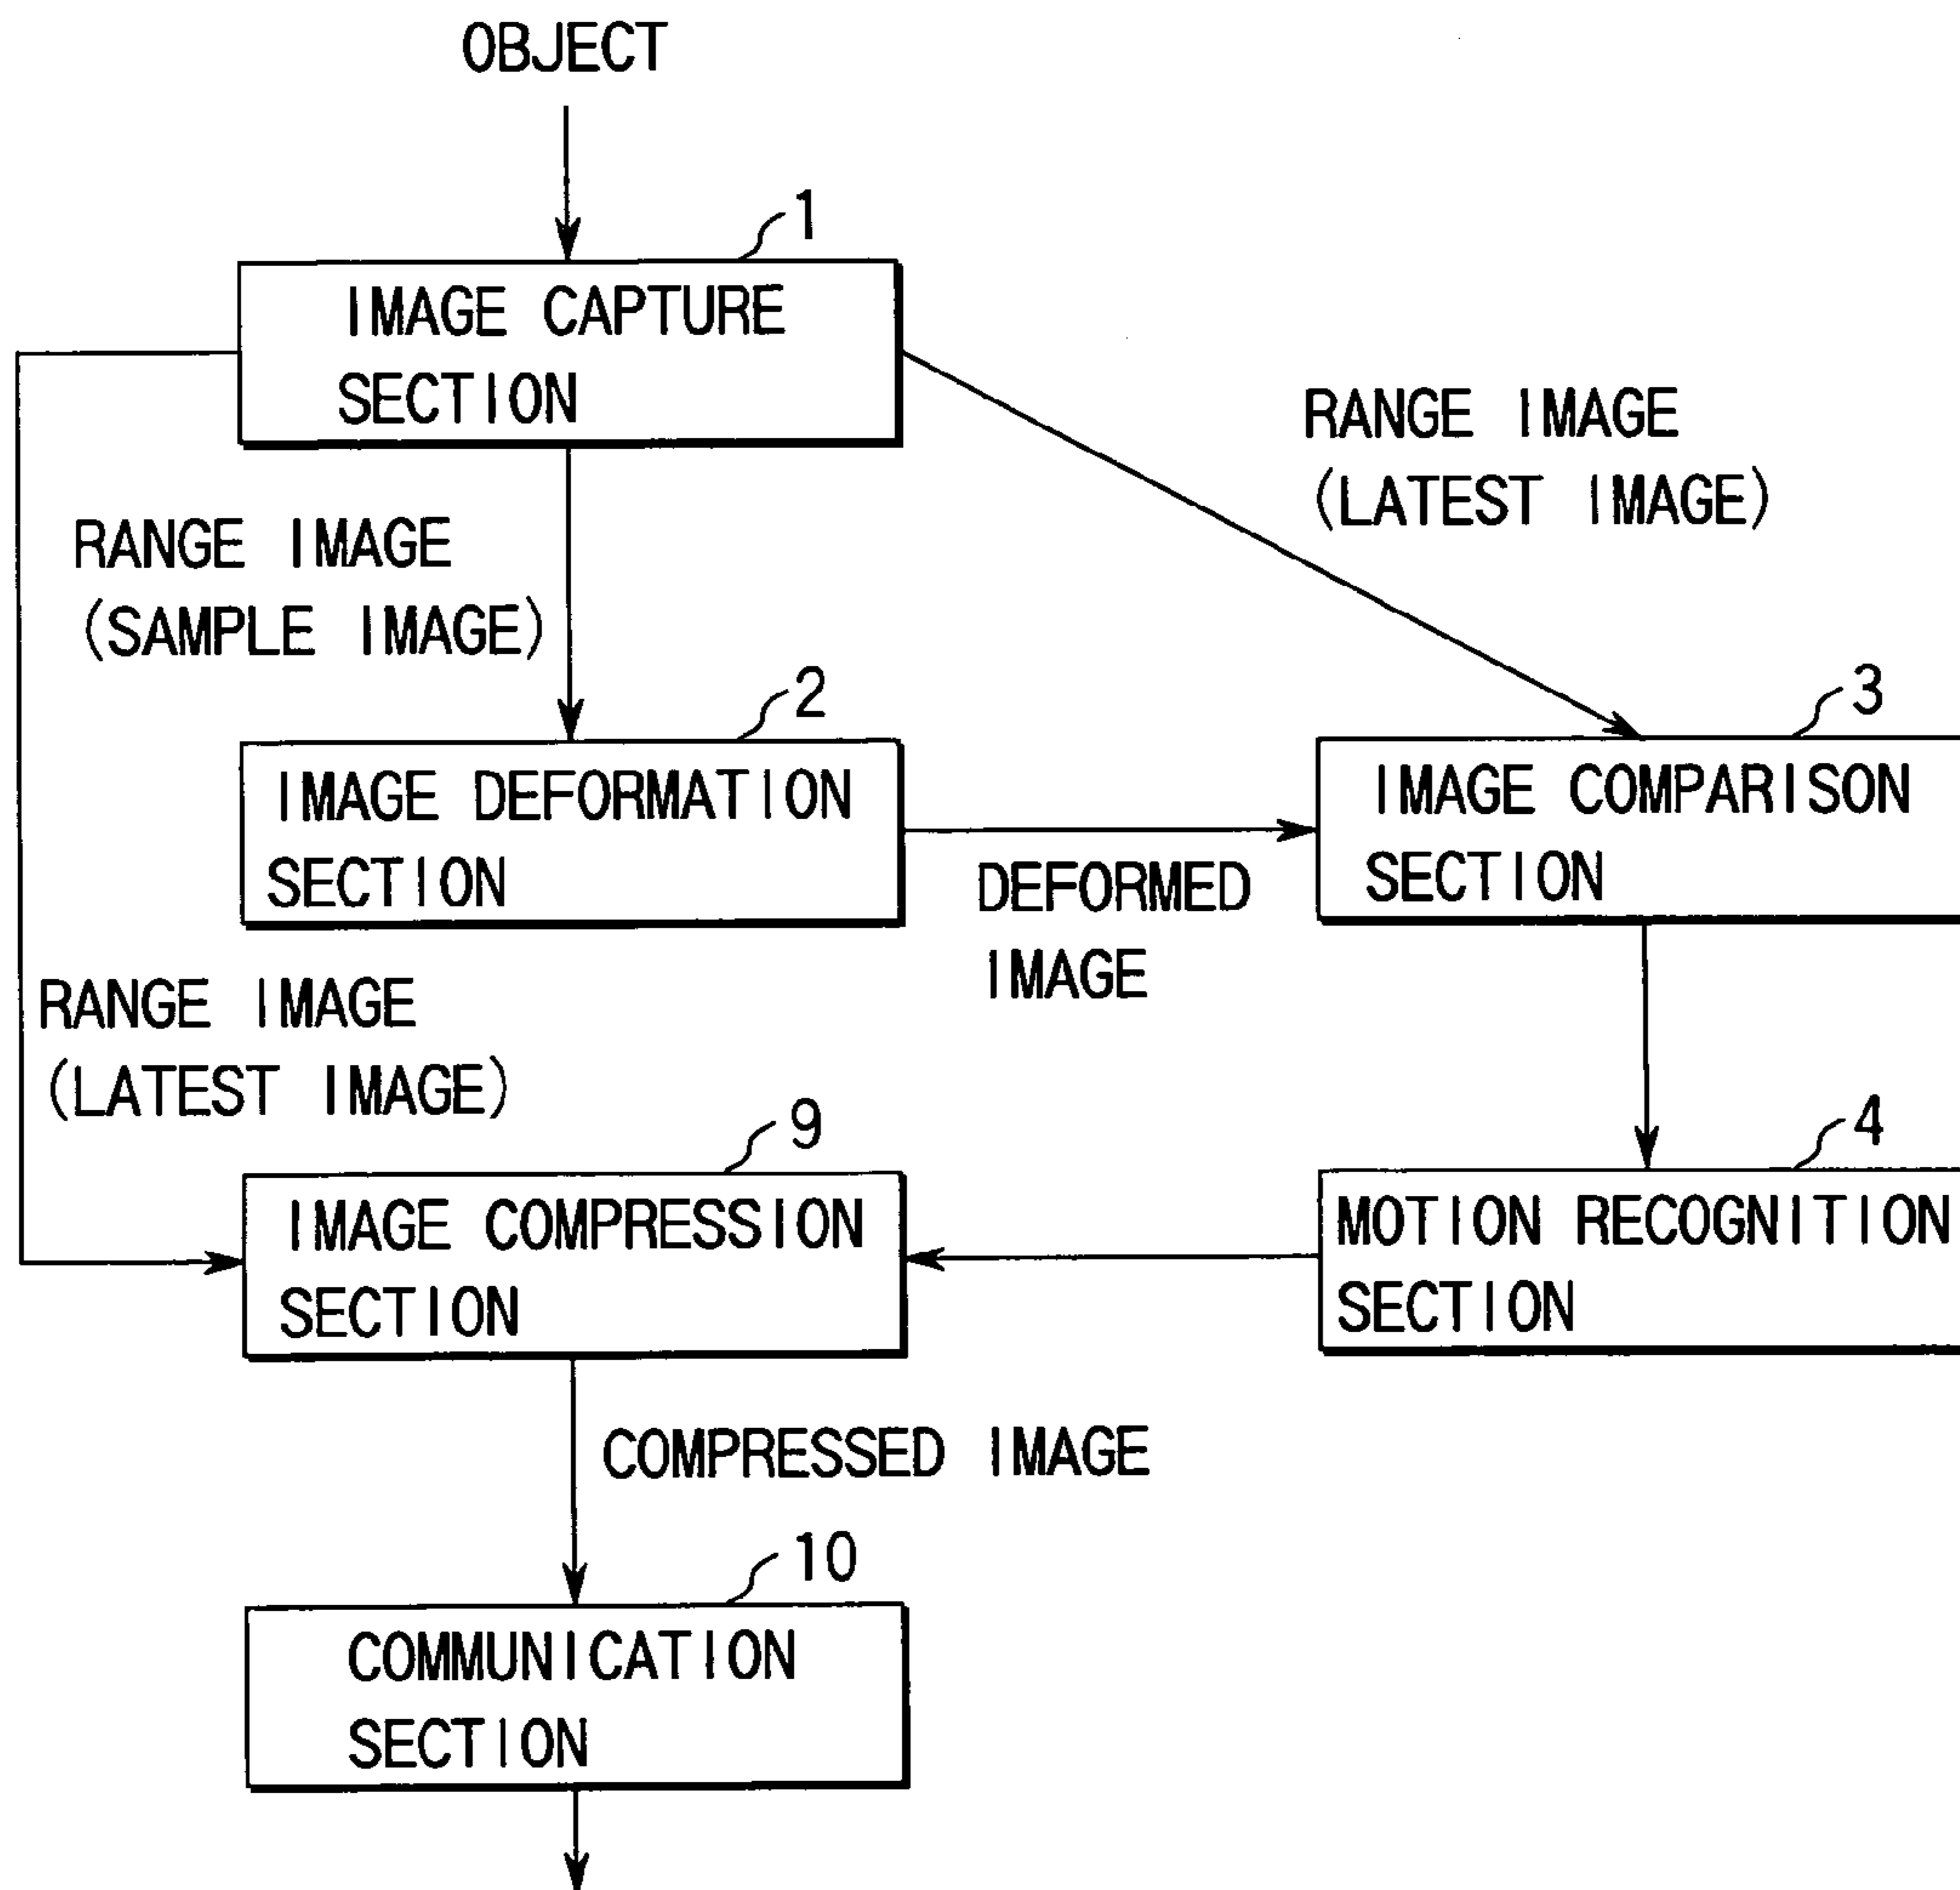 OBJECT
1
IMAGE CAPTURE
SECTION
RANGE IMAGE
(LATEST IMAGE)
RANGE IMAGE
(SAMPLE IMAGE)
2
IMAGE DEFORMATION
SECTION
3
IMAGE COMPARISON
SECTION
DEFORMED
IMAGE
RANGE IMAGE
(LATEST IMAGE)
9
IMAGE COMPRESSION
SECTION
4
MOTION RECOGNITION
SECTION
COMPRESSED IMAGE
10
COMMUNICATION
SECTION